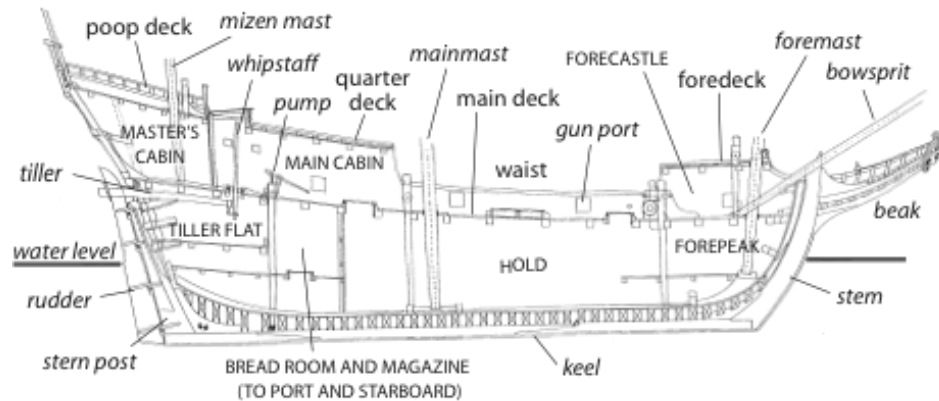 poop deck
mizen mast
whipstaff
pump
quarter
deck
mainmast
main deck
FORECASTLE
gun port
foredeck
foremast
bowsprit
MASTER'S
CABIN
MAIN CABIN
waist
tiller
TILLER FLAT
HOLD
FOREPEAK
beak
water level
rudder
stem
stern post
BREAD ROOM AND MAGAZINE
(TO PORT AND STARBOARD)
keel